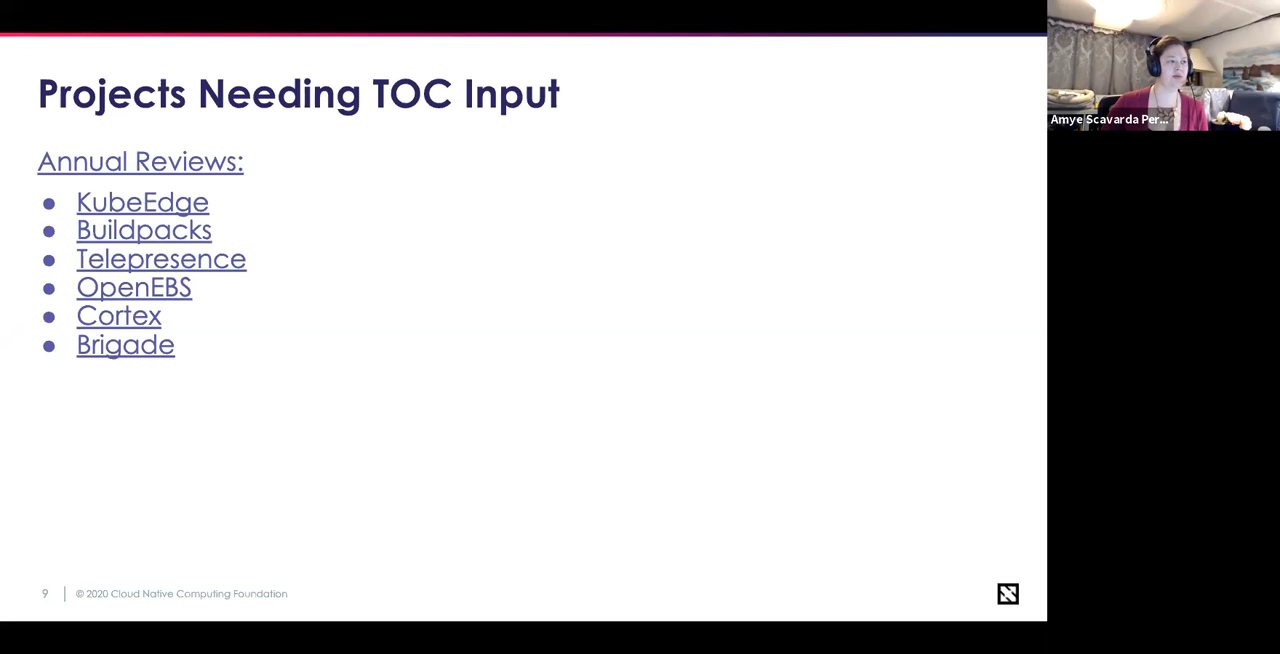 Projects Needing TOC Input
Annual Reviews:
● KubeEdge
● Buildpacks
● Telepresence
● OpenEBS
● Cortex
● Brigade
9 | © 2020 Cloud Native Computing Foundation
Amye Scavarda Per...